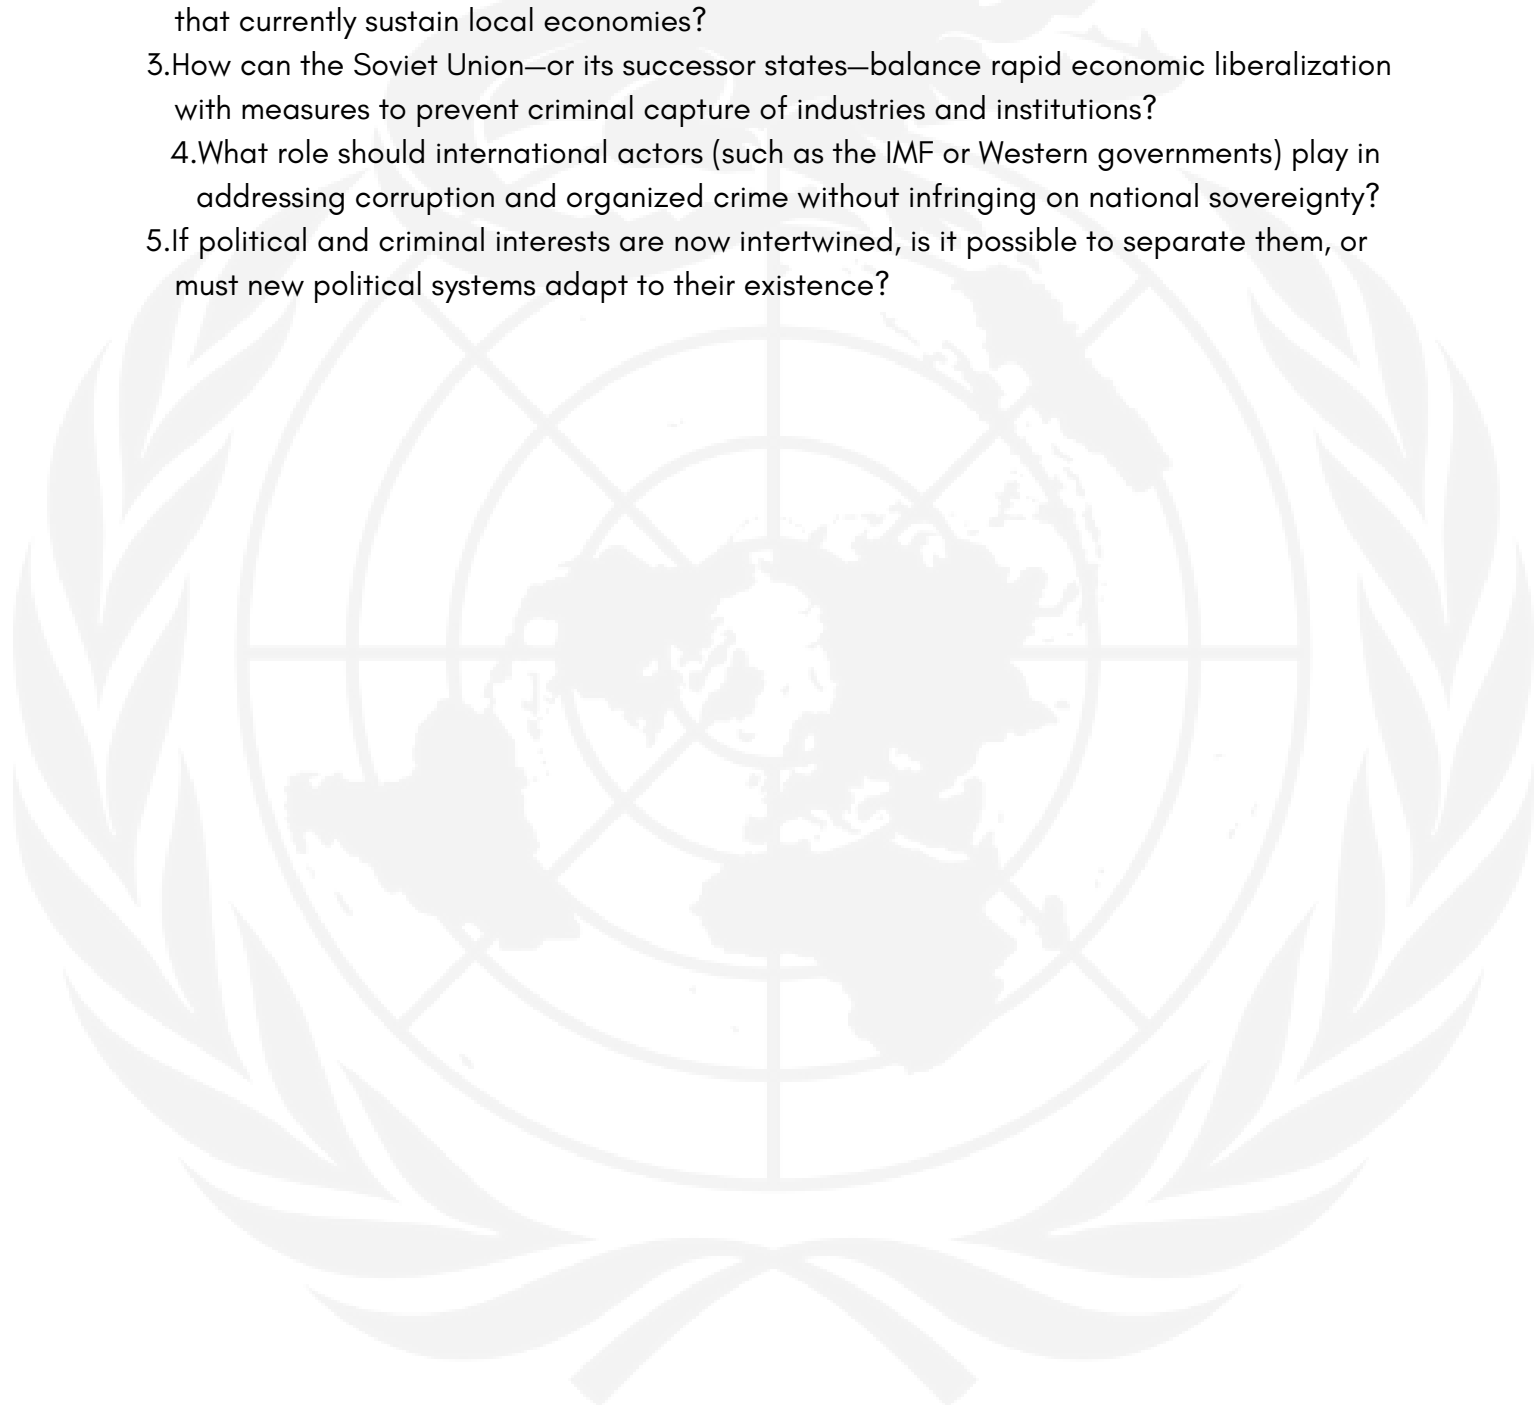 that currently sustain local economies?
3.How can the Soviet Union—or its successor states—balance rapid economic liberalization
with measures to prevent criminal capture of industries and institutions?
4.What role should international actors (such as the IMF or Western governments) play in
addressing corruption and organized crime without infringing on national sovereignty?
5.If political and criminal interests are now intertwined, is it possible to separate them, or
must new political systems adapt to their existence?